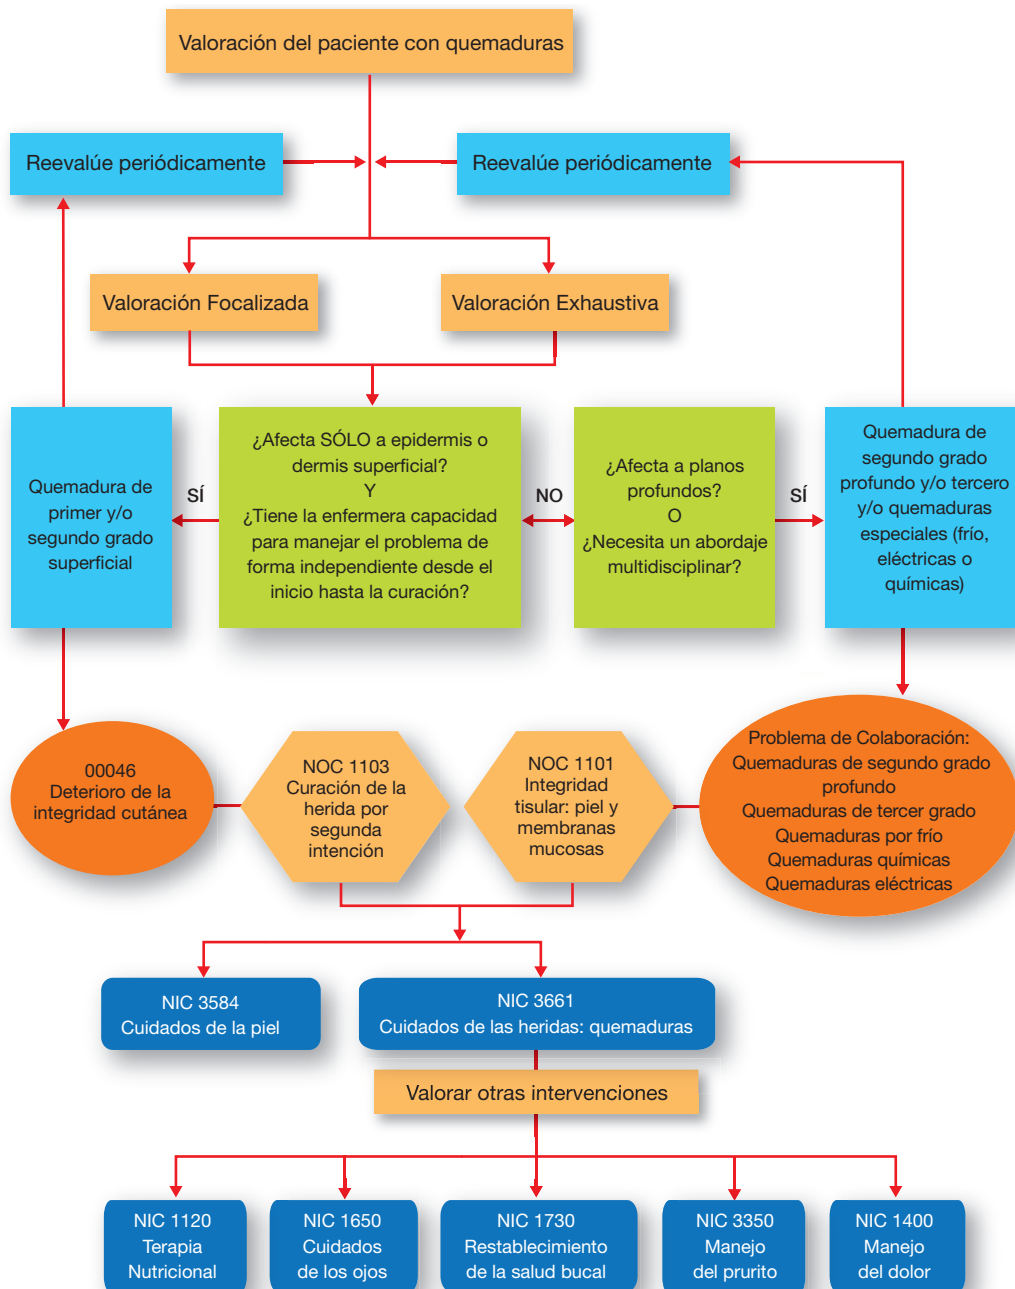 Valoración del paciente con quemaduras
Reevalúe periódicamente
Reevalúe periódicamente
Valoración Focalizada
Valoración Exhaustiva
Quemadura de
primer y/o
segundo grado
superficial
SÍ
¿Afecta SÓLO a epidermis o
dermis superficial?
Y
¿Tiene la enfermera capacidad
para manejar el problema de
forma independiente desde el
inicio hasta la curación?
NO
¿Afecta a planos
profundos?
O
¿Necesita un abordaje
multidisciplinar?
SÍ
Quemadura de
segundo grado
profundo y/o tercero
y/o quemaduras
especiales (frío,
eléctricas o
químicas)
00046
Deterioro de la
integridad cutánea
NOC 1103
Curación de la
herida por
segunda
intención
NOC 1101
Integridad
tisular: piel y
membranas
mucosas
Problema de Colaboración:
Quemaduras de segundo grado
profundo
Quemaduras de tercer grado
Quemaduras por frío
Quemaduras químicas
Quemaduras eléctricas
NIC 3584
Cuidados de la piel
NIC 3661
Cuidados de las heridas: quemaduras
Valorar otras intervenciones
NIC 1120
Terapia
Nutricional
NIC 1650
Cuidados
de los ojos
NIC 1730
Restablecimiento
de la salud bucal
NIC 3350
Manejo
del prurito
NIC 1400
Manejo
del dolor